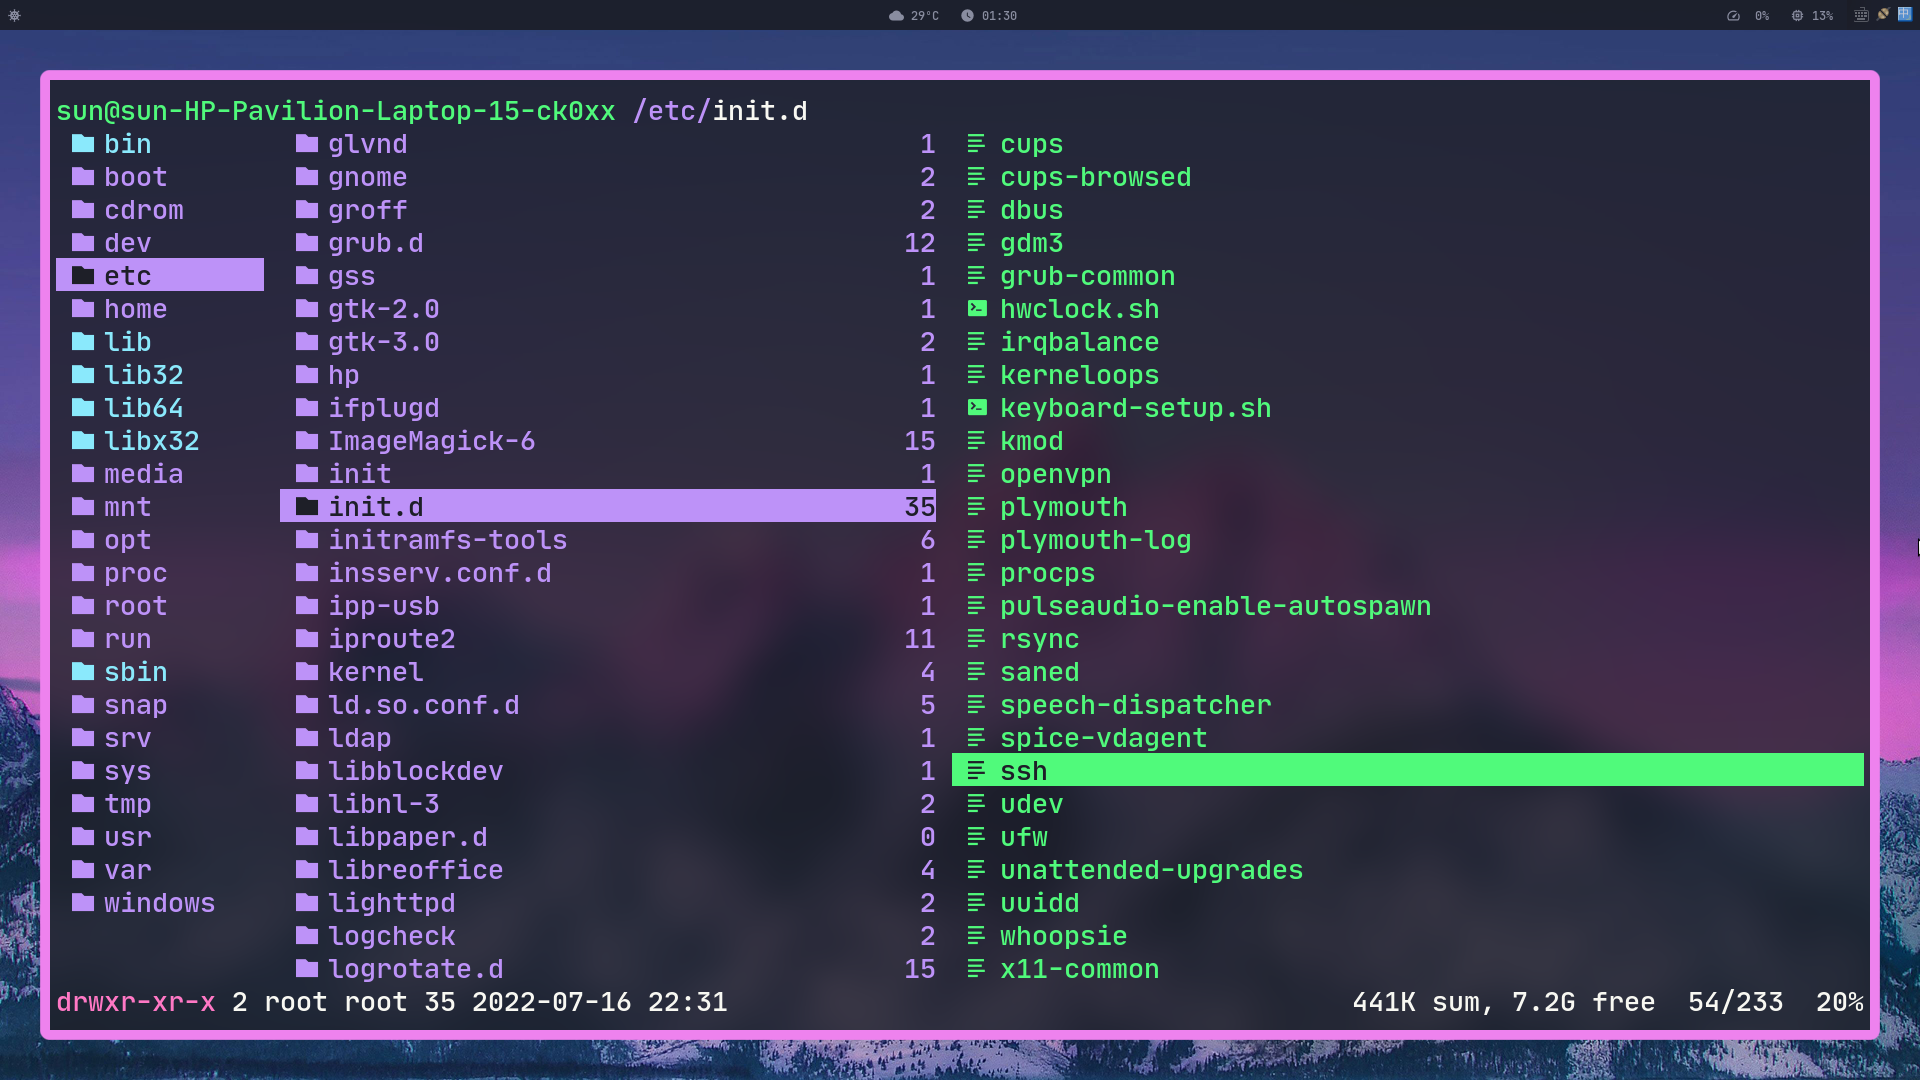 29°C 01:30 0% 13% 中
sun@sun-HP-Pavilion-Laptop-15-ck0xx /etc/init.d
bin glvnd 1 cups
boot gnome 2 cups-browsed
cdrom groff 2 dbus
dev grub.d 12 gdm3
etc gss 1 grub-common
home gtk-2.0 1 hwclock.sh
lib gtk-3.0 2 irqbalance
lib32 hp 1 kerneloops
lib64 ifplugd 1 keyboard-setup.sh
libx32 ImageMagick-6 15 kmod
media init 1 openvpn
mnt init.d 35 plymouth
opt initramfs-tools 6 plymouth-log
proc insserv.conf.d 1 procps
root ipp-usb 1 pulseaudio-enable-autospawn
run iproute2 11 rsync
sbin kernel 4 saned
snap ld.so.conf.d 5 speech-dispatcher
srv ldap 1 spice-vdagent
sys libblockdev 1 ssh
tmp libnl-3 2 udev
usr libpaper.d 0 ufw
var libreoffice 4 unattended-upgrades
windows lighttpd 2 uuidd
logcheck 2 whoopsie
logrotate.d 15 x11-common
drwxr-xr-x 2 root root 35 2022-07-16 22:31 441K sum, 7.2G free 54/233 20%